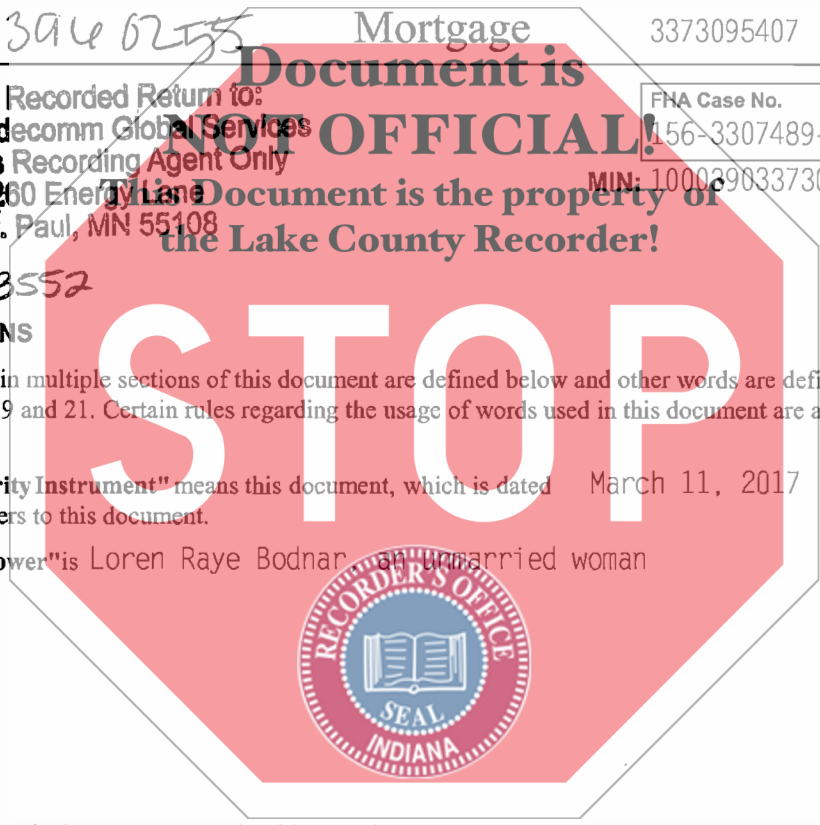 3940255 Mortgage 3373095407
Document is
Recorded Return to:
FHA Case No.
decomm Global Services
NOT OFFICIAL!
156-3307489-
s Recording Agent Only
60 Energy Lane
This Document is the property of
MIN: 100039033730
. Paul, MN 55108
the Lake County Recorder!
3552
NS
in multiple sections of this document are defined below and other words are defi
9 and 21. Certain rules regarding the usage of words used in this document are a
STOP
rity Instrument" means this document, which is dated March 11, 2017
ers to this document.
ower" is Loren Raye Bodnar, an unmarried woman
RECORDER'S OFFICE
SEAL
INDIANA